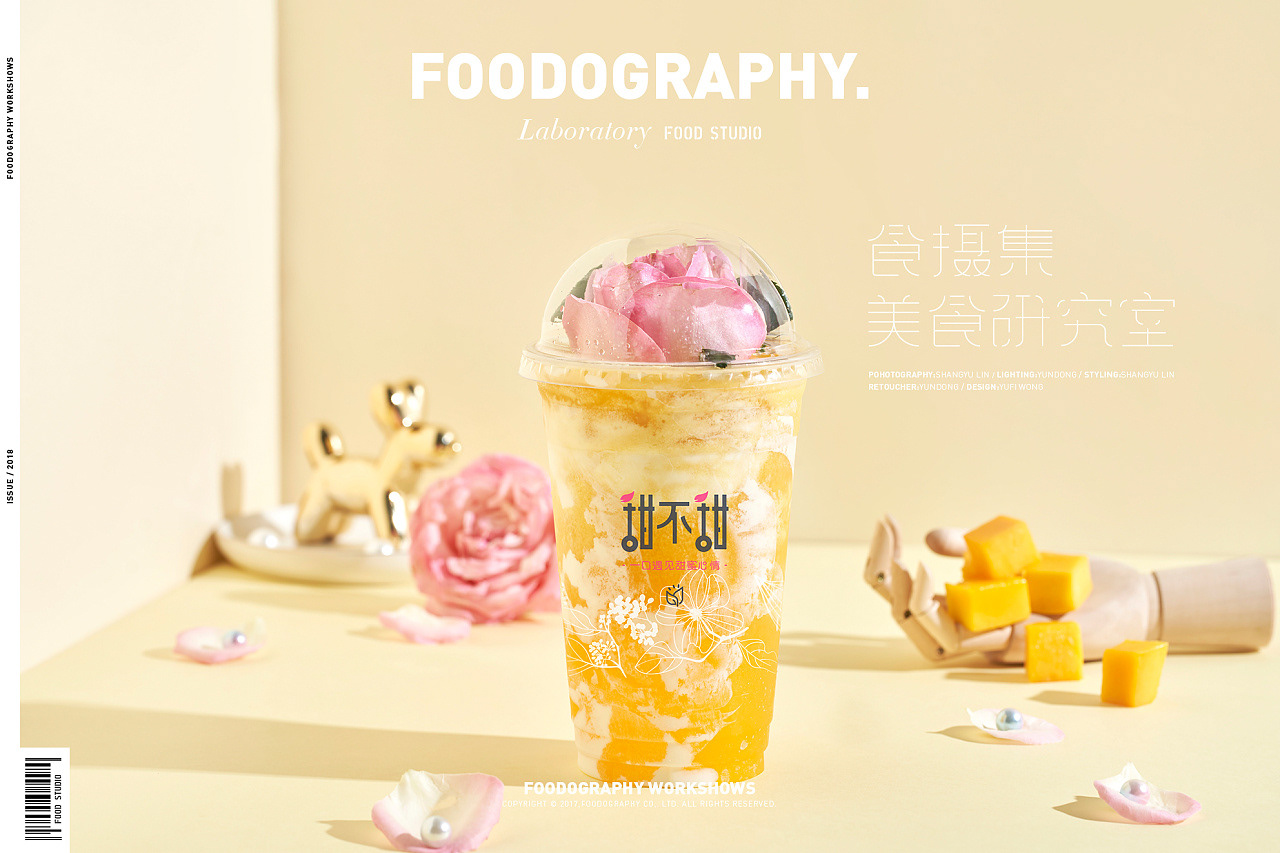 FOODOGRAPHY WORKSHOWS
ISSUE / 2018
FOODOGRAPHY.
Laboratory FOOD STUDIO
食摄集
美食研究室
POHOTOGRAPHY:SHANGYU LIN / LIGHTING:YUNDONG / STYLING:SHANGYU LIN
RETOUCHER:YUNDONG / DESIGN:YUFI WONG
甜不甜
一口遇见甜蜜心情
FOODOGRAPHY WORKSHOWS
COPYRIGHT © 2017 FOODOGRAPHY CO., LTD. ALL RIGHTS RESERVED.
FOOD STUDIO